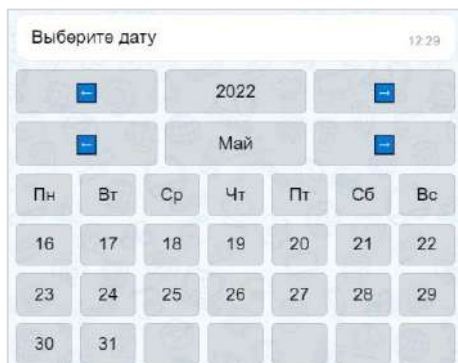 Выберите дату 12:29
← 2022 →
← Май →
Пн Вт Ср Чт Пт Сб Вс
16 17 18 19 20 21 22
23 24 25 26 27 28 29
30 31